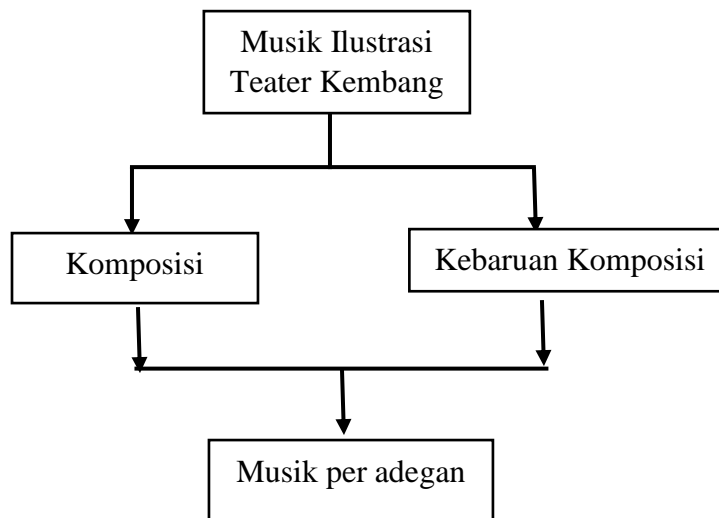 Musik Ilustrasi
Teater Kembang
Komposisi
Kebaruan Komposisi
Musik per adegan